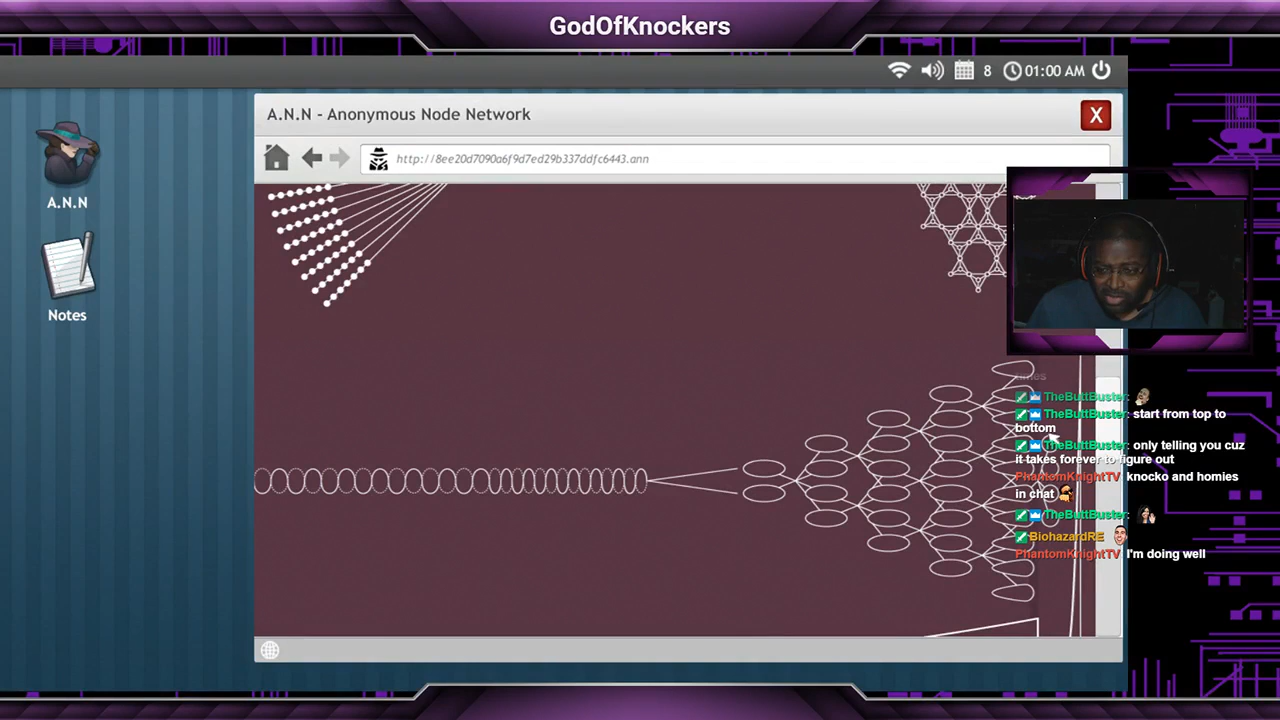 GodOfKnockers
8 01:00 AM
A.N.N - Anonymous Node Network X
http://8ee20d7090a6f9d7ed29b337ddfc6443.ann
A.N.N
Notes
TheButtBuster:
TheButtBuster: start from top to
bottom
TheButtBuster: only telling you cuz
it takes forever to figure out
PhantomKnightTV: knocko and homies
in chat
TheButtBuster:
BiohazardRE
PhantomKnightTV: I'm doing well